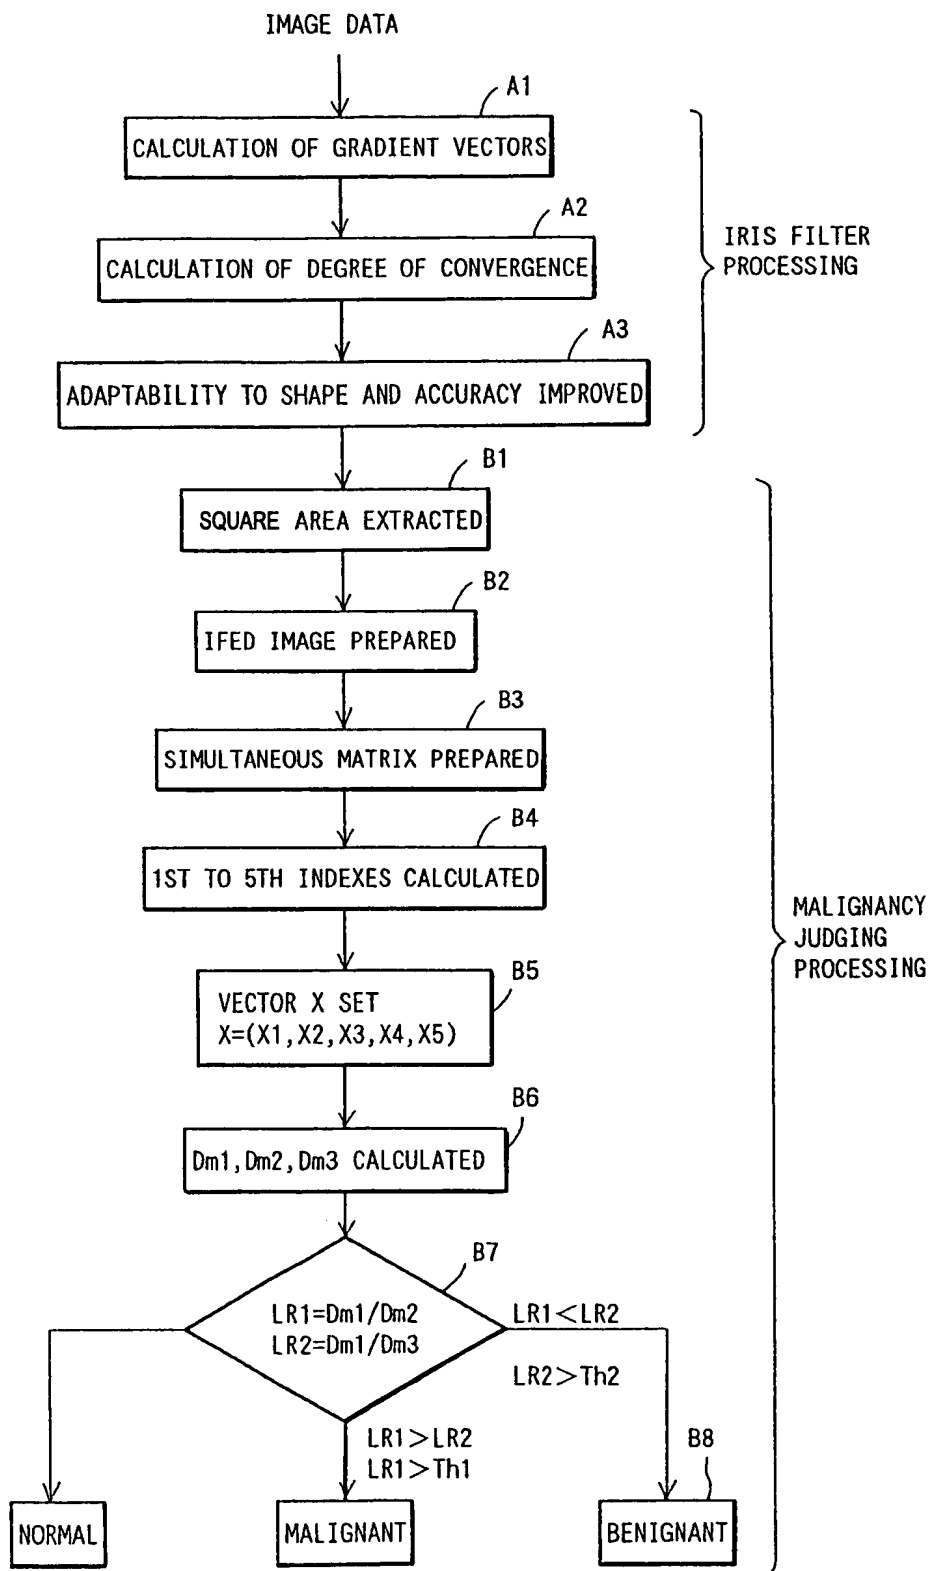 IMAGE DATA
A1
CALCULATION OF GRADIENT VECTORS
A2
CALCULATION OF DEGREE OF CONVERGENCE
IRIS FILTER
PROCESSING
A3
ADAPTABILITY TO SHAPE AND ACCURACY IMPROVED
B1
SQUARE AREA EXTRACTED
B2
IFED IMAGE PREPARED
B3
SIMULTANEOUS MATRIX PREPARED
B4
1ST TO 5TH INDEXES CALCULATED
MALIGNANCY
JUDGING
PROCESSING
B5
VECTOR X SET
X=(X1,X2,X3,X4,X5)
B6
Dm1,Dm2,Dm3 CALCULATED
B7
LR1=Dm1/Dm2
LR2=Dm1/Dm3
LR1<LR2
LR2>Th2
LR1>LR2
LR1>Th1
B8
NORMAL
MALIGNANT
BENIGNANT